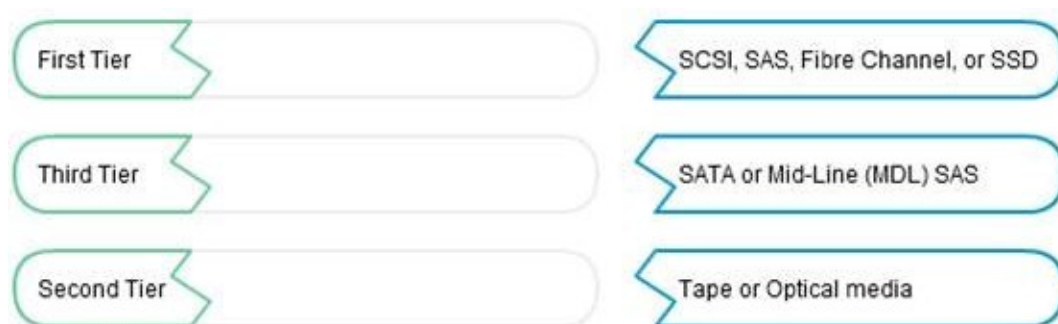 First Tier
SCSI, SAS, Fibre Channel, or SSD
Third Tier
SATA or Mid-Line (MDL) SAS
Second Tier
Tape or Optical media